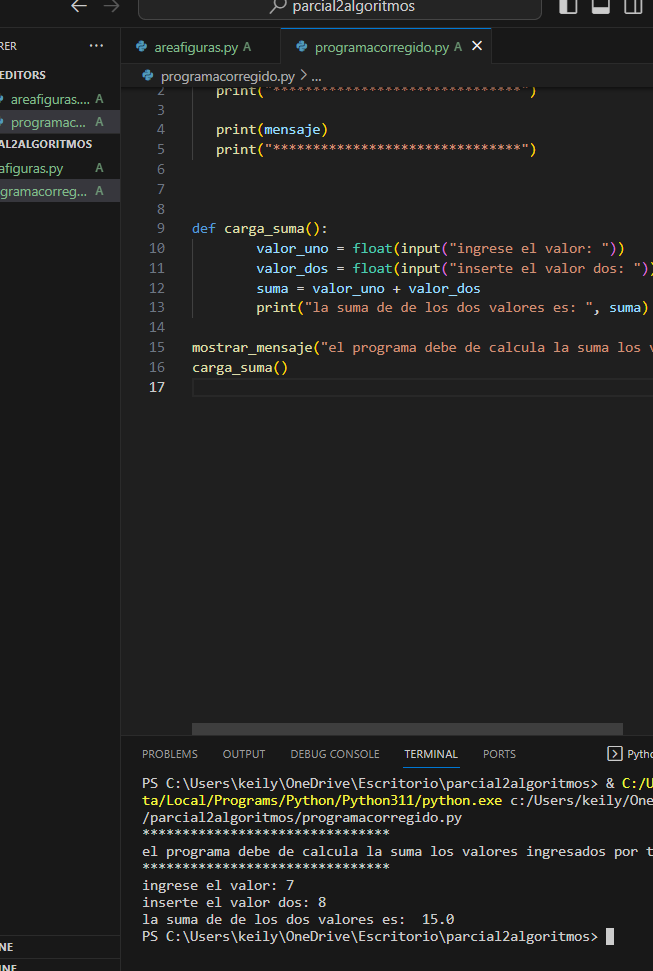 parcial2algoritmos
RER
areafiguras.py A
programacorregido.py A
EDITORS
programacorregido.py > ...
areafiguras.... A
programac... A
AL2ALGORITMOS
afiguras.py A
gramacorreg... A
2 print("*******************************")
3
4 print(mensaje)
5 print("*******************************")
6
7
8
9 def carga_suma():
10 valor_uno = float(input("ingrese el valor: "))
11 valor_dos = float(input("inserte el valor dos: "))
12 suma = valor_uno + valor_dos
13 print("la suma de de los dos valores es: ", suma)
14
15 mostrar_mensaje("el programa debe de calcula la suma los v
16 carga_suma()
17
PROBLEMS OUTPUT DEBUG CONSOLE TERMINAL PORTS Pytho
PS C:\Users\keily\OneDrive\Escritorio\parcial2algoritmos> & C:/U
ta/Local/Programs/Python/Python311/python.exe c:/Users/keily/One
/parcial2algoritmos/programacorregido.py
*******************************
el programa debe de calcula la suma los valores ingresados por t
*******************************
ingrese el valor: 7
inserte el valor dos: 8
la suma de de los dos valores es:  15.0
PS C:\Users\keily\OneDrive\Escritorio\parcial2algoritmos>
NE